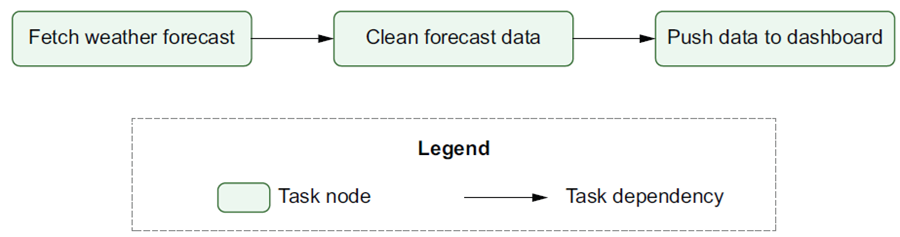 Fetch weather forecast
Clean forecast data
Push data to dashboard
Legend
Task node
Task dependency